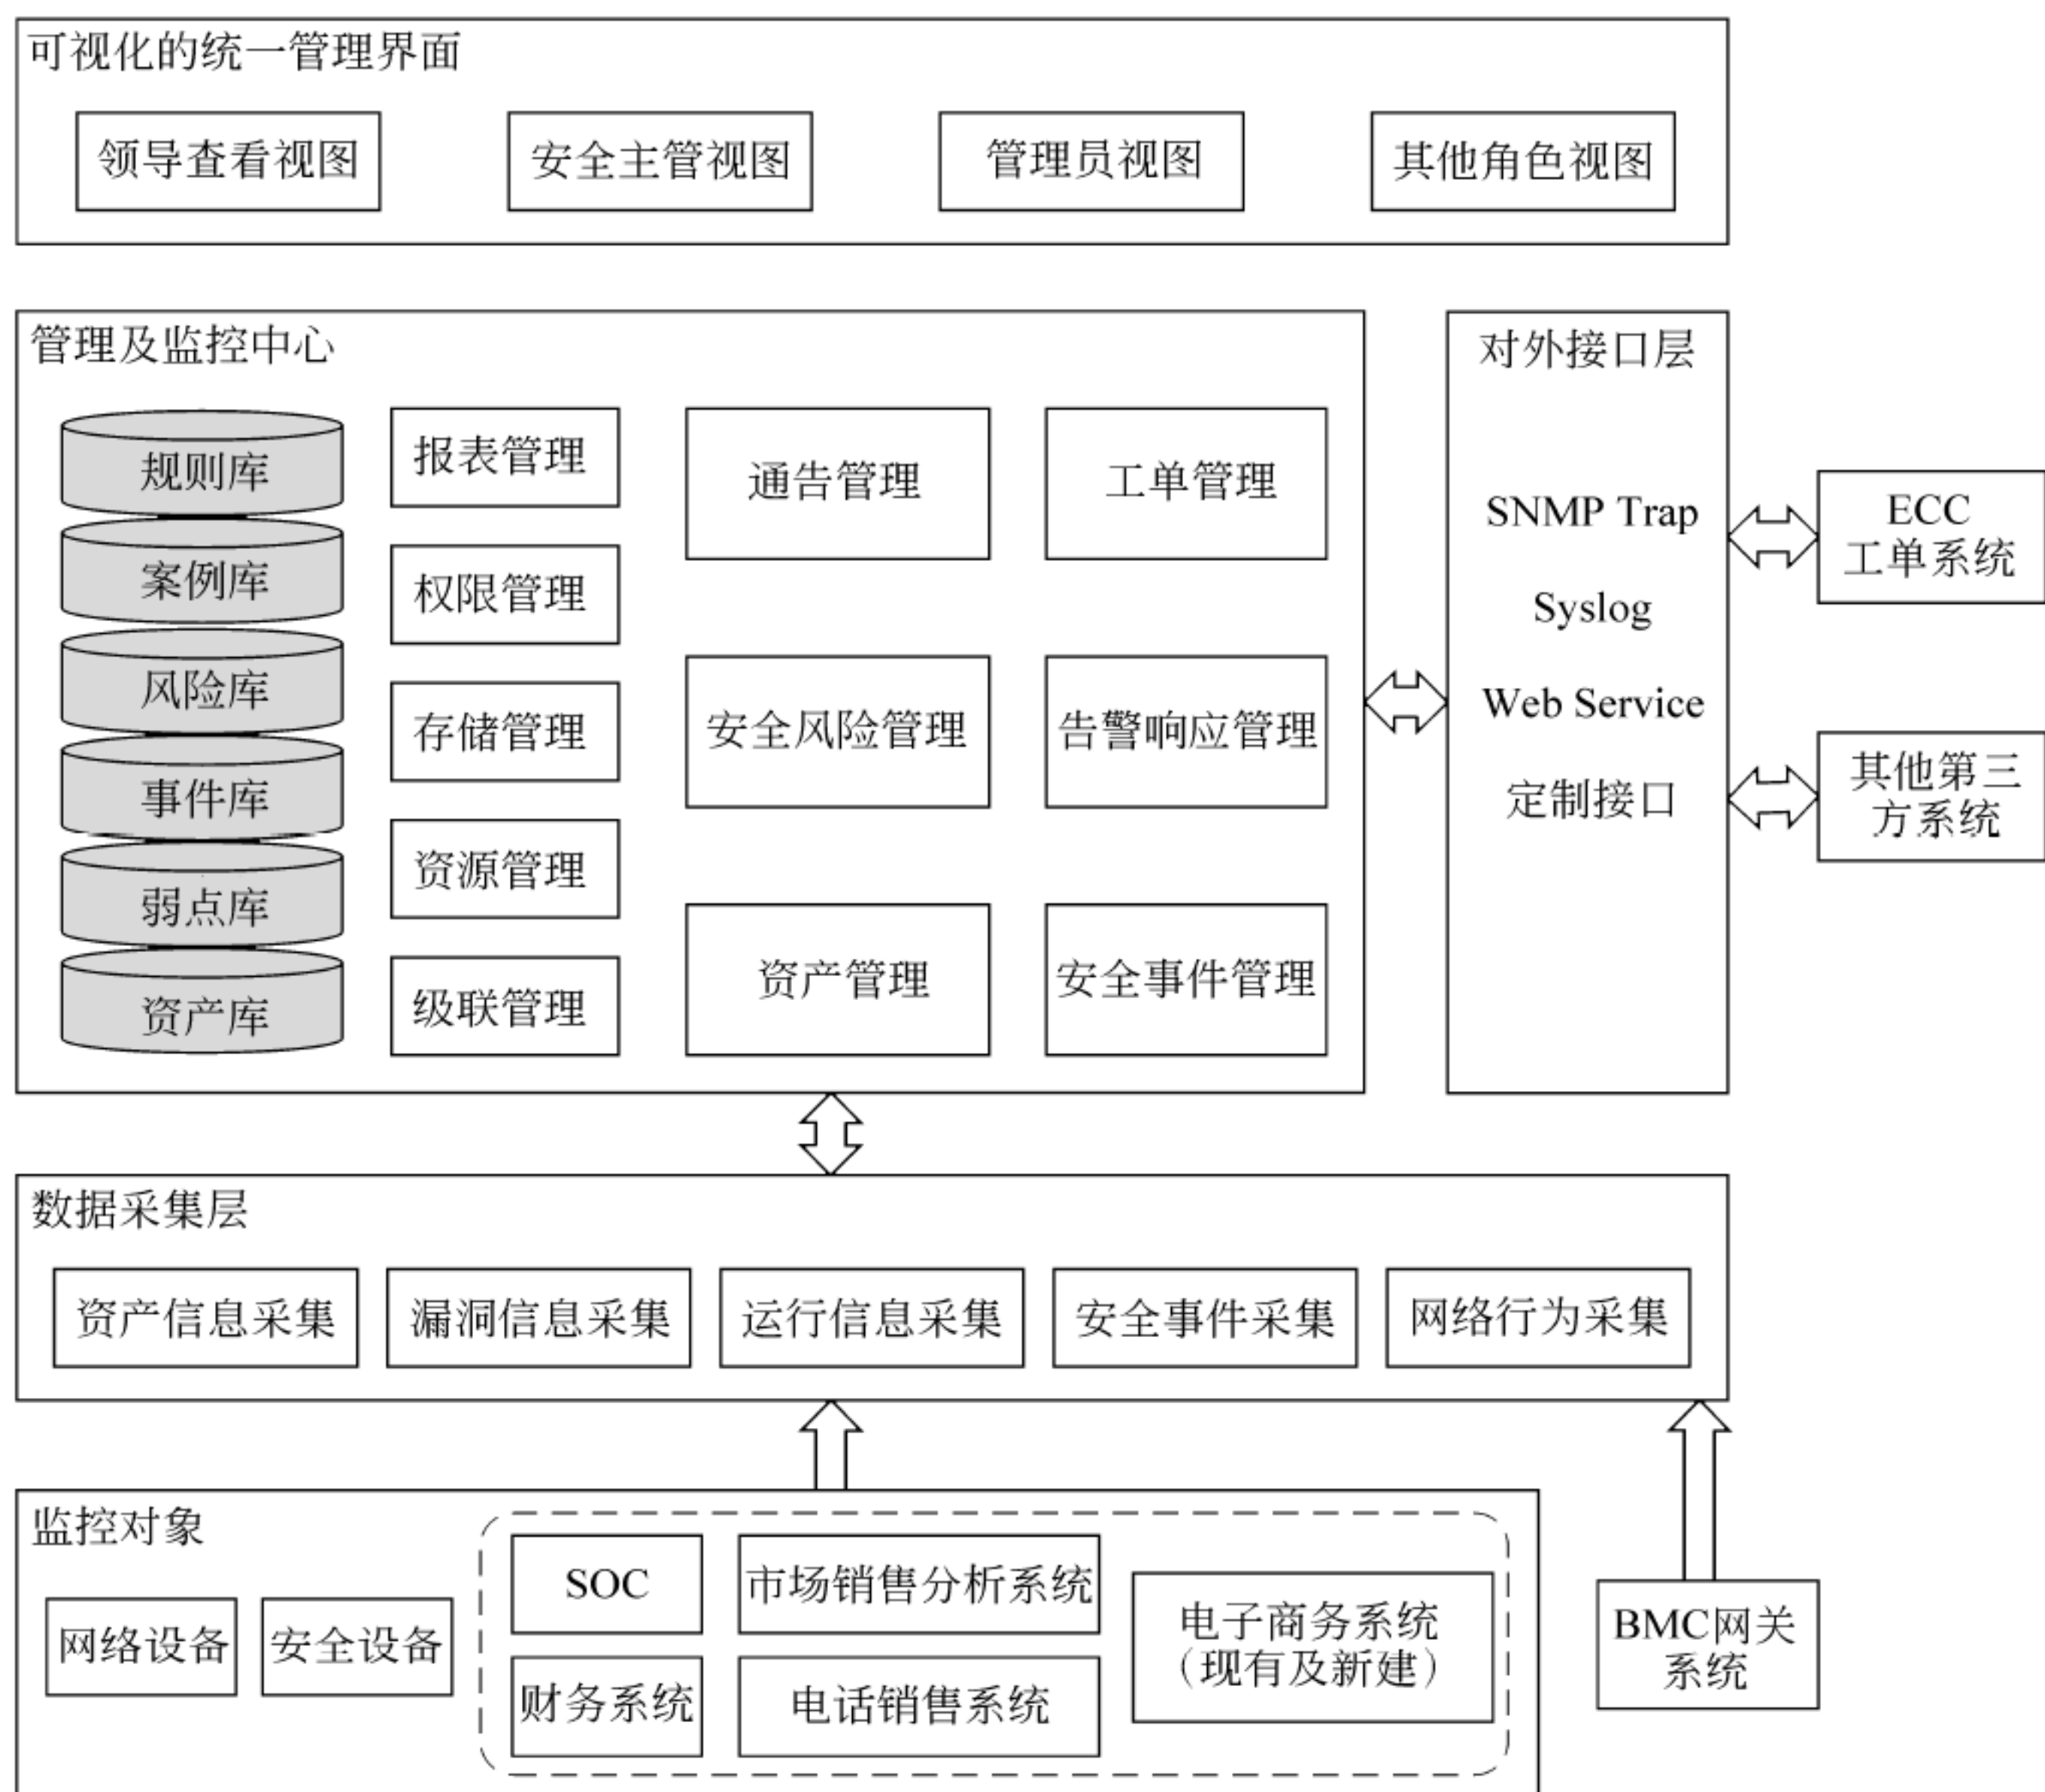 可视化的统一管理界面
领导查看视图
安全主管视图
管理员视图
其他角色视图
管理及监控中心
规则库
案例库
风险库
事件库
弱点库
资产库
报表管理
权限管理
存储管理
资源管理
级联管理
通告管理
工单管理
安全风险管理
告警响应管理
资产管理
安全事件管理
对外接口层
SNMP Trap
Syslog
Web Service
定制接口
ECC
工单系统
其他第三
方系统
数据采集层
资产信息采集
漏洞信息采集
运行信息采集
安全事件采集
网络行为采集
监控对象
网络设备
安全设备
SOC
市场销售分析系统
财务系统
电话销售系统
电子商务系统
（现有及新建）
BMC网关
系统